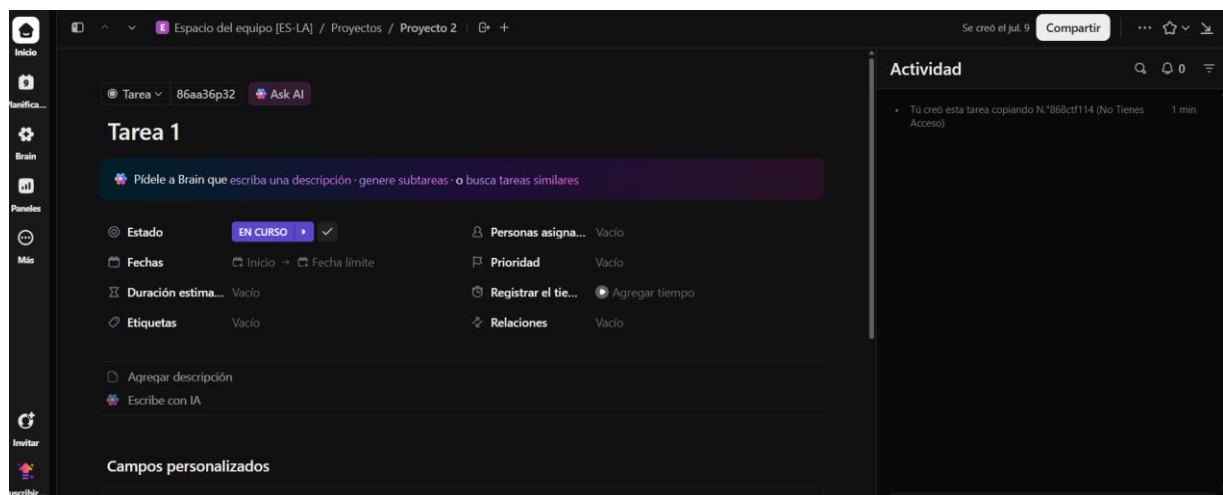 Inicio
9
Planifica...
Brain
Paneles
Más
Invitar
E Espacio del equipo [ES-LA] / Proyectos / Proyecto 2
Se creó el jul. 9
Compartir
Tarea
86aa36p32
Ask AI
Tarea 1
Pídele a Brain que escriba una descripción · genere subtareas · o busca tareas similares
Estado
EN CURSO
Personas asigna...
Vacío
Fechas
Inicio → Fecha límite
Prioridad
Vacío
Duración estima...
Vacío
Registrar el tie...
Agregar tiempo
Etiquetas
Vacío
Relaciones
Vacío
Agregar descripción
Escribe con IA
Campos personalizados
Actividad
0
Tú creó esta tarea copiando N.°868ctf114 (No Tienes
Acceso)
1 min